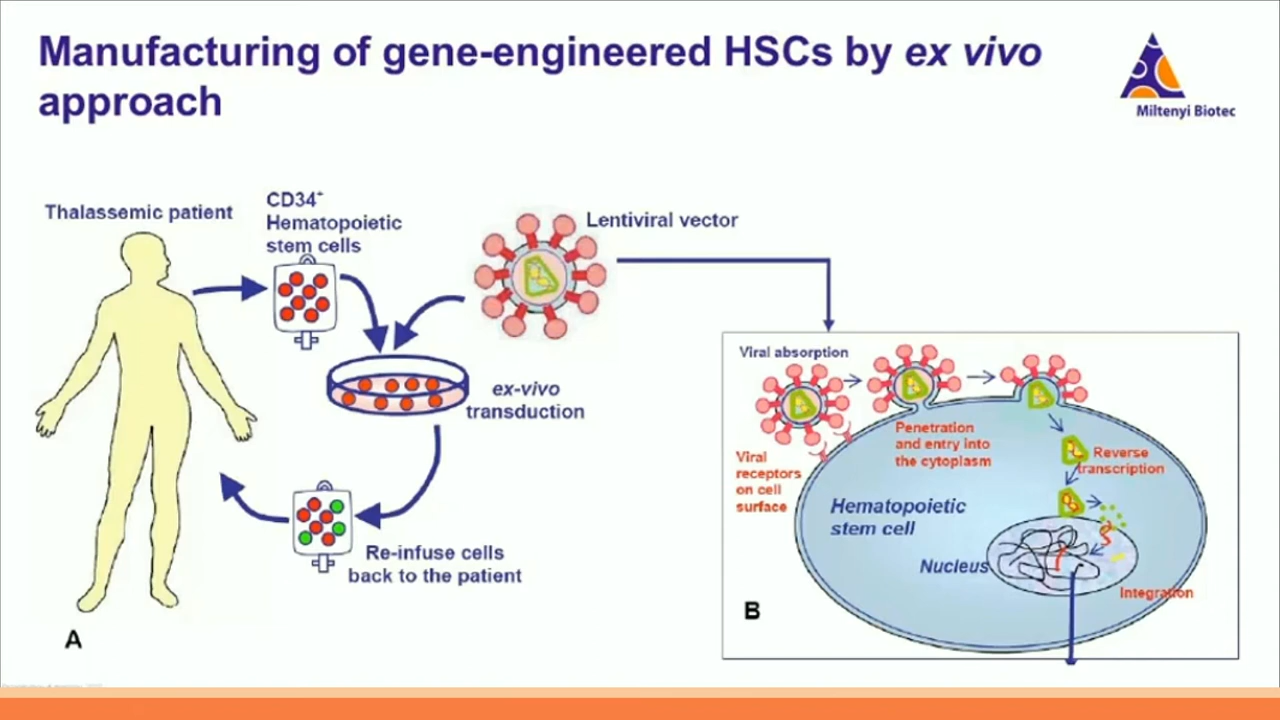 Manufacturing of gene-engineered HSCs by ex vivo
approach
Miltenyi Biotec
Thalassemic patient
CD34+
Hematopoietic
stem cells
Lentiviral vector
ex-vivo
transduction
Re-infuse cells
back to the patient
A
Viral absorption
Penetration
and entry into
the cytoplasm
Viral
receptors
on cell
surface
Reverse
transcription
Hematopoietic
stem cell
Nucleus
Integration
B